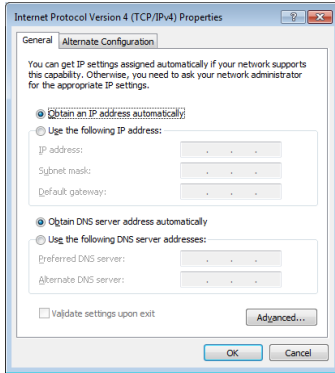 Internet Protocol Version 4 (TCP/IPv4) Properties
General
Alternate Configuration
You can get IP settings assigned automatically if your network supports
this capability. Otherwise, you need to ask your network administrator
for the appropriate IP settings.
Obtain an IP address automatically
Use the following IP address:
IP address:
Subnet mask:
Default gateway:
Obtain DNS server address automatically
Use the following DNS server addresses:
Preferred DNS server:
Alternate DNS server:
Validate settings upon exit
Advanced...
OK
Cancel